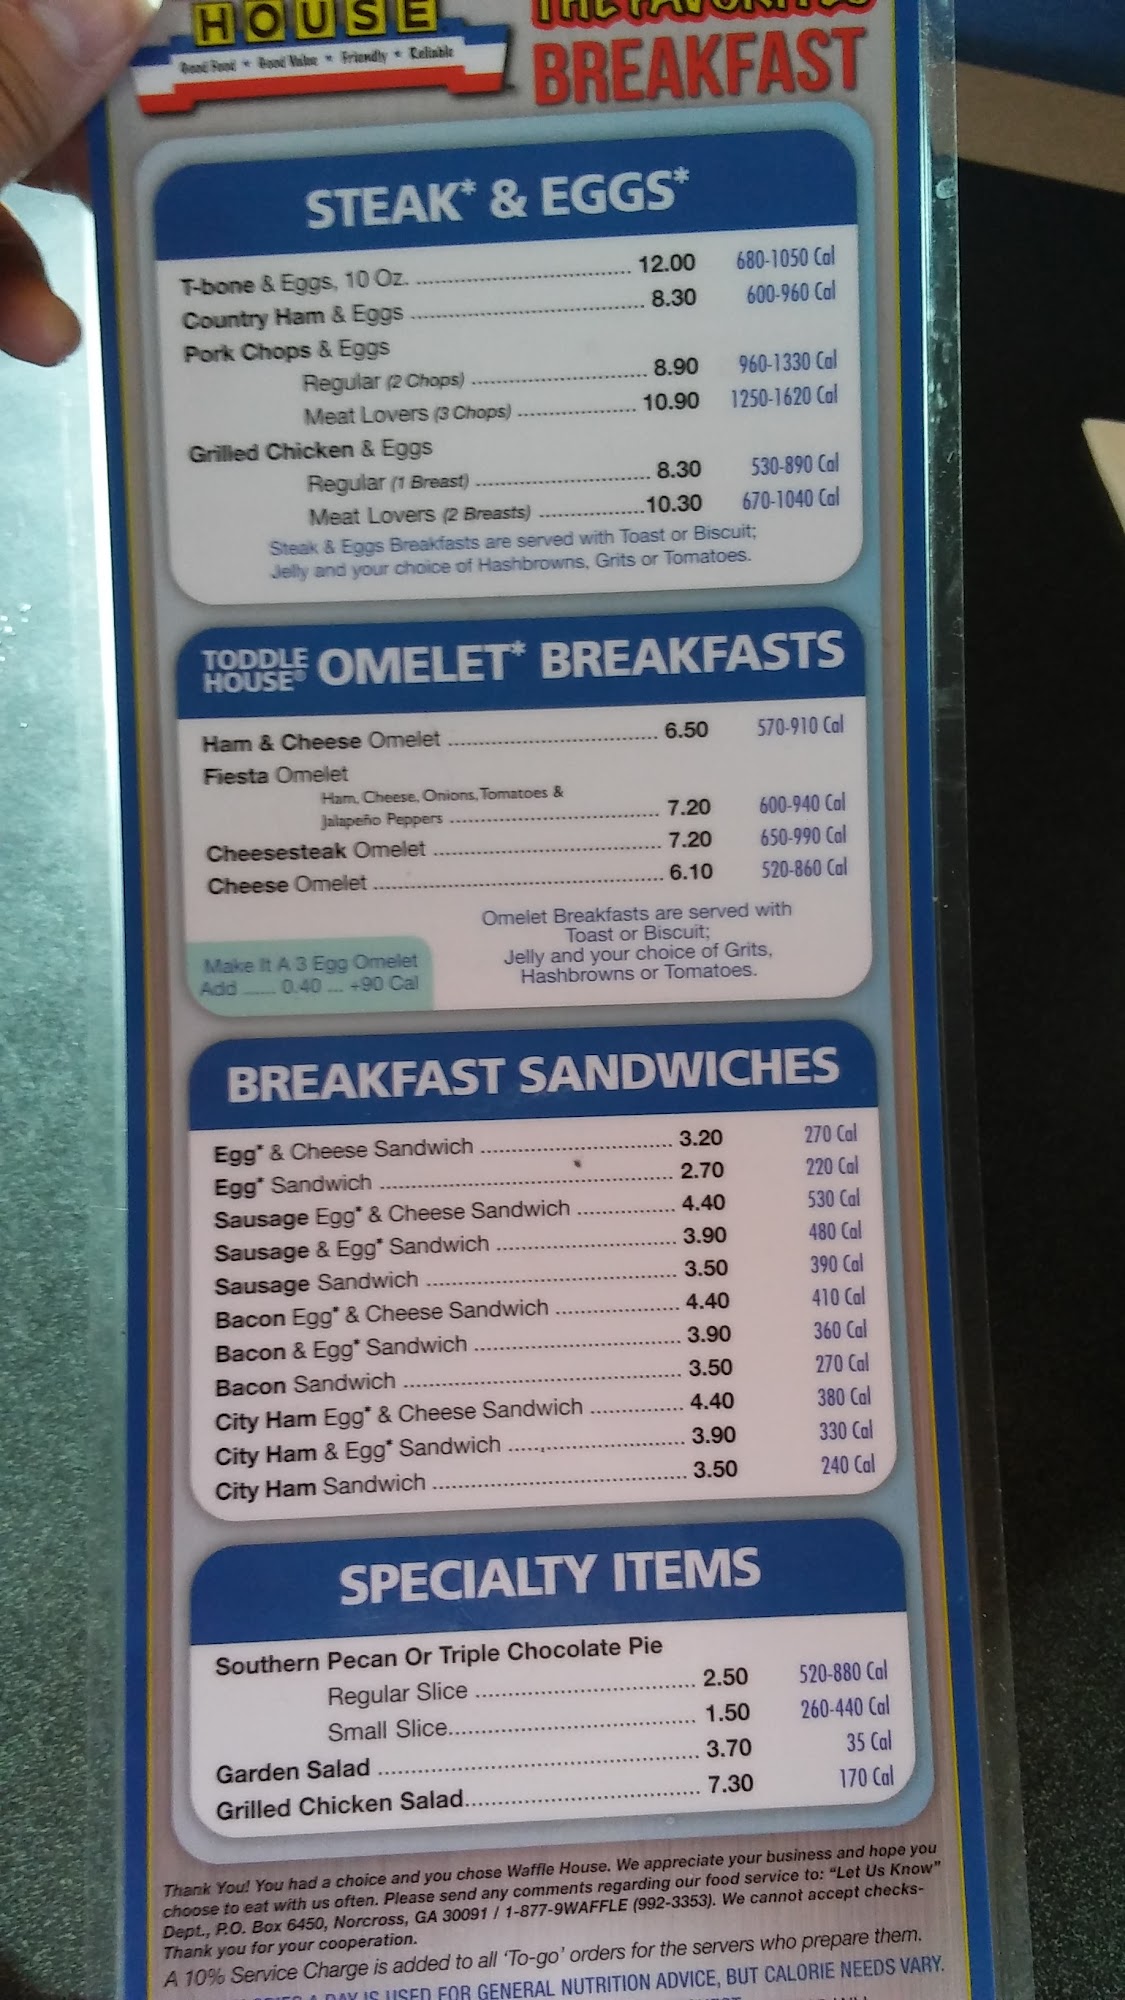 HOUSE
Good Food * Good Value * Friendly * Reliable
THE FAVORITES
BREAKFAST
STEAK* & EGGS*
T-bone & Eggs, 10 Oz. .......... 12.00 680-1050 Cal
Country Ham & Eggs .......... 8.30 600-960 Cal
Pork Chops & Eggs
Regular (2 Chops) .......... 8.90 960-1330 Cal
Meat Lovers (3 Chops) .......... 10.90 1250-1620 Cal
Grilled Chicken & Eggs
Regular (1 Breast) .......... 8.30 530-890 Cal
Meat Lovers (2 Breasts) .......... 10.30 670-1040 Cal
Steak & Eggs Breakfasts are served with Toast or Biscuit;
Jelly and your choice of Hashbrowns, Grits or Tomatoes.
TODDLE HOUSE® OMELET* BREAKFASTS
Ham & Cheese Omelet .......... 6.50 570-910 Cal
Fiesta Omelet
Ham, Cheese, Onions, Tomatoes &
Jalapeño Peppers .......... 7.20 600-940 Cal
Cheesesteak Omelet .......... 7.20 650-990 Cal
Cheese Omelet .......... 6.10 520-860 Cal
Omelet Breakfasts are served with
Toast or Biscuit;
Jelly and your choice of Grits,
Hashbrowns or Tomatoes.
Make It A 3 Egg Omelet
Add ...... 0.40 ... +90 Cal
BREAKFAST SANDWICHES
Egg* & Cheese Sandwich .......... 3.20 270 Cal
Egg* Sandwich .......... 2.70 220 Cal
Sausage Egg* & Cheese Sandwich .......... 4.40 530 Cal
Sausage & Egg* Sandwich .......... 3.90 480 Cal
Sausage Sandwich .......... 3.50 390 Cal
Bacon Egg* & Cheese Sandwich .......... 4.40 410 Cal
Bacon & Egg* Sandwich .......... 3.90 360 Cal
Bacon Sandwich .......... 3.50 270 Cal
City Ham Egg* & Cheese Sandwich .......... 4.40 380 Cal
City Ham & Egg* Sandwich .......... 3.90 330 Cal
City Ham Sandwich .......... 3.50 240 Cal
SPECIALTY ITEMS
Southern Pecan Or Triple Chocolate Pie
Regular Slice .......... 2.50 520-880 Cal
Small Slice.......... 1.50 260-440 Cal
Garden Salad .......... 3.70 35 Cal
Grilled Chicken Salad.......... 7.30 170 Cal
Thank You! You had a choice and you chose Waffle House. We appreciate your business and hope you
choose to eat with us often. Please send any comments regarding our food service to: "Let Us Know"
Dept., P.O. Box 6450, Norcross, GA 30091 / 1-877-9WAFFLE (992-3353). We cannot accept checks-
Thank you for your cooperation.
A 10% Service Charge is added to all 'To-go' orders for the servers who prepare them.
A DAY IS USED FOR GENERAL NUTRITION ADVICE, BUT CALORIE NEEDS VARY.